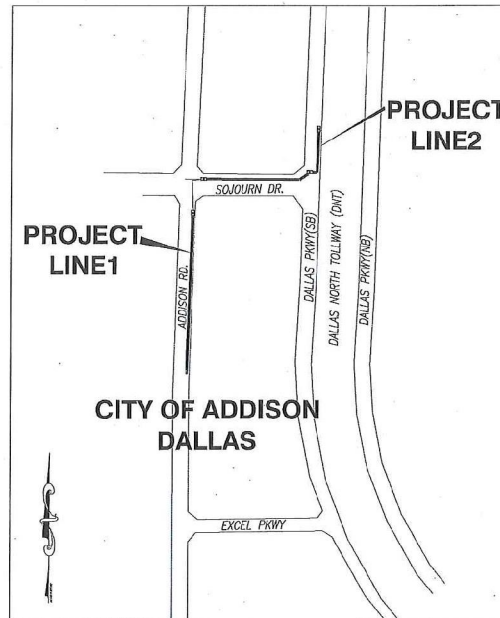 PROJECT
LINE2
SOJOURN DR.
PROJECT
LINE1
ADDISON RD.
DALLAS PKWY(SB)
DALLAS NORTH TOLLWAY (DNT)
DALLAS PKWY(NB)
CITY OF ADDISON
DALLAS
EXCEL PKWY